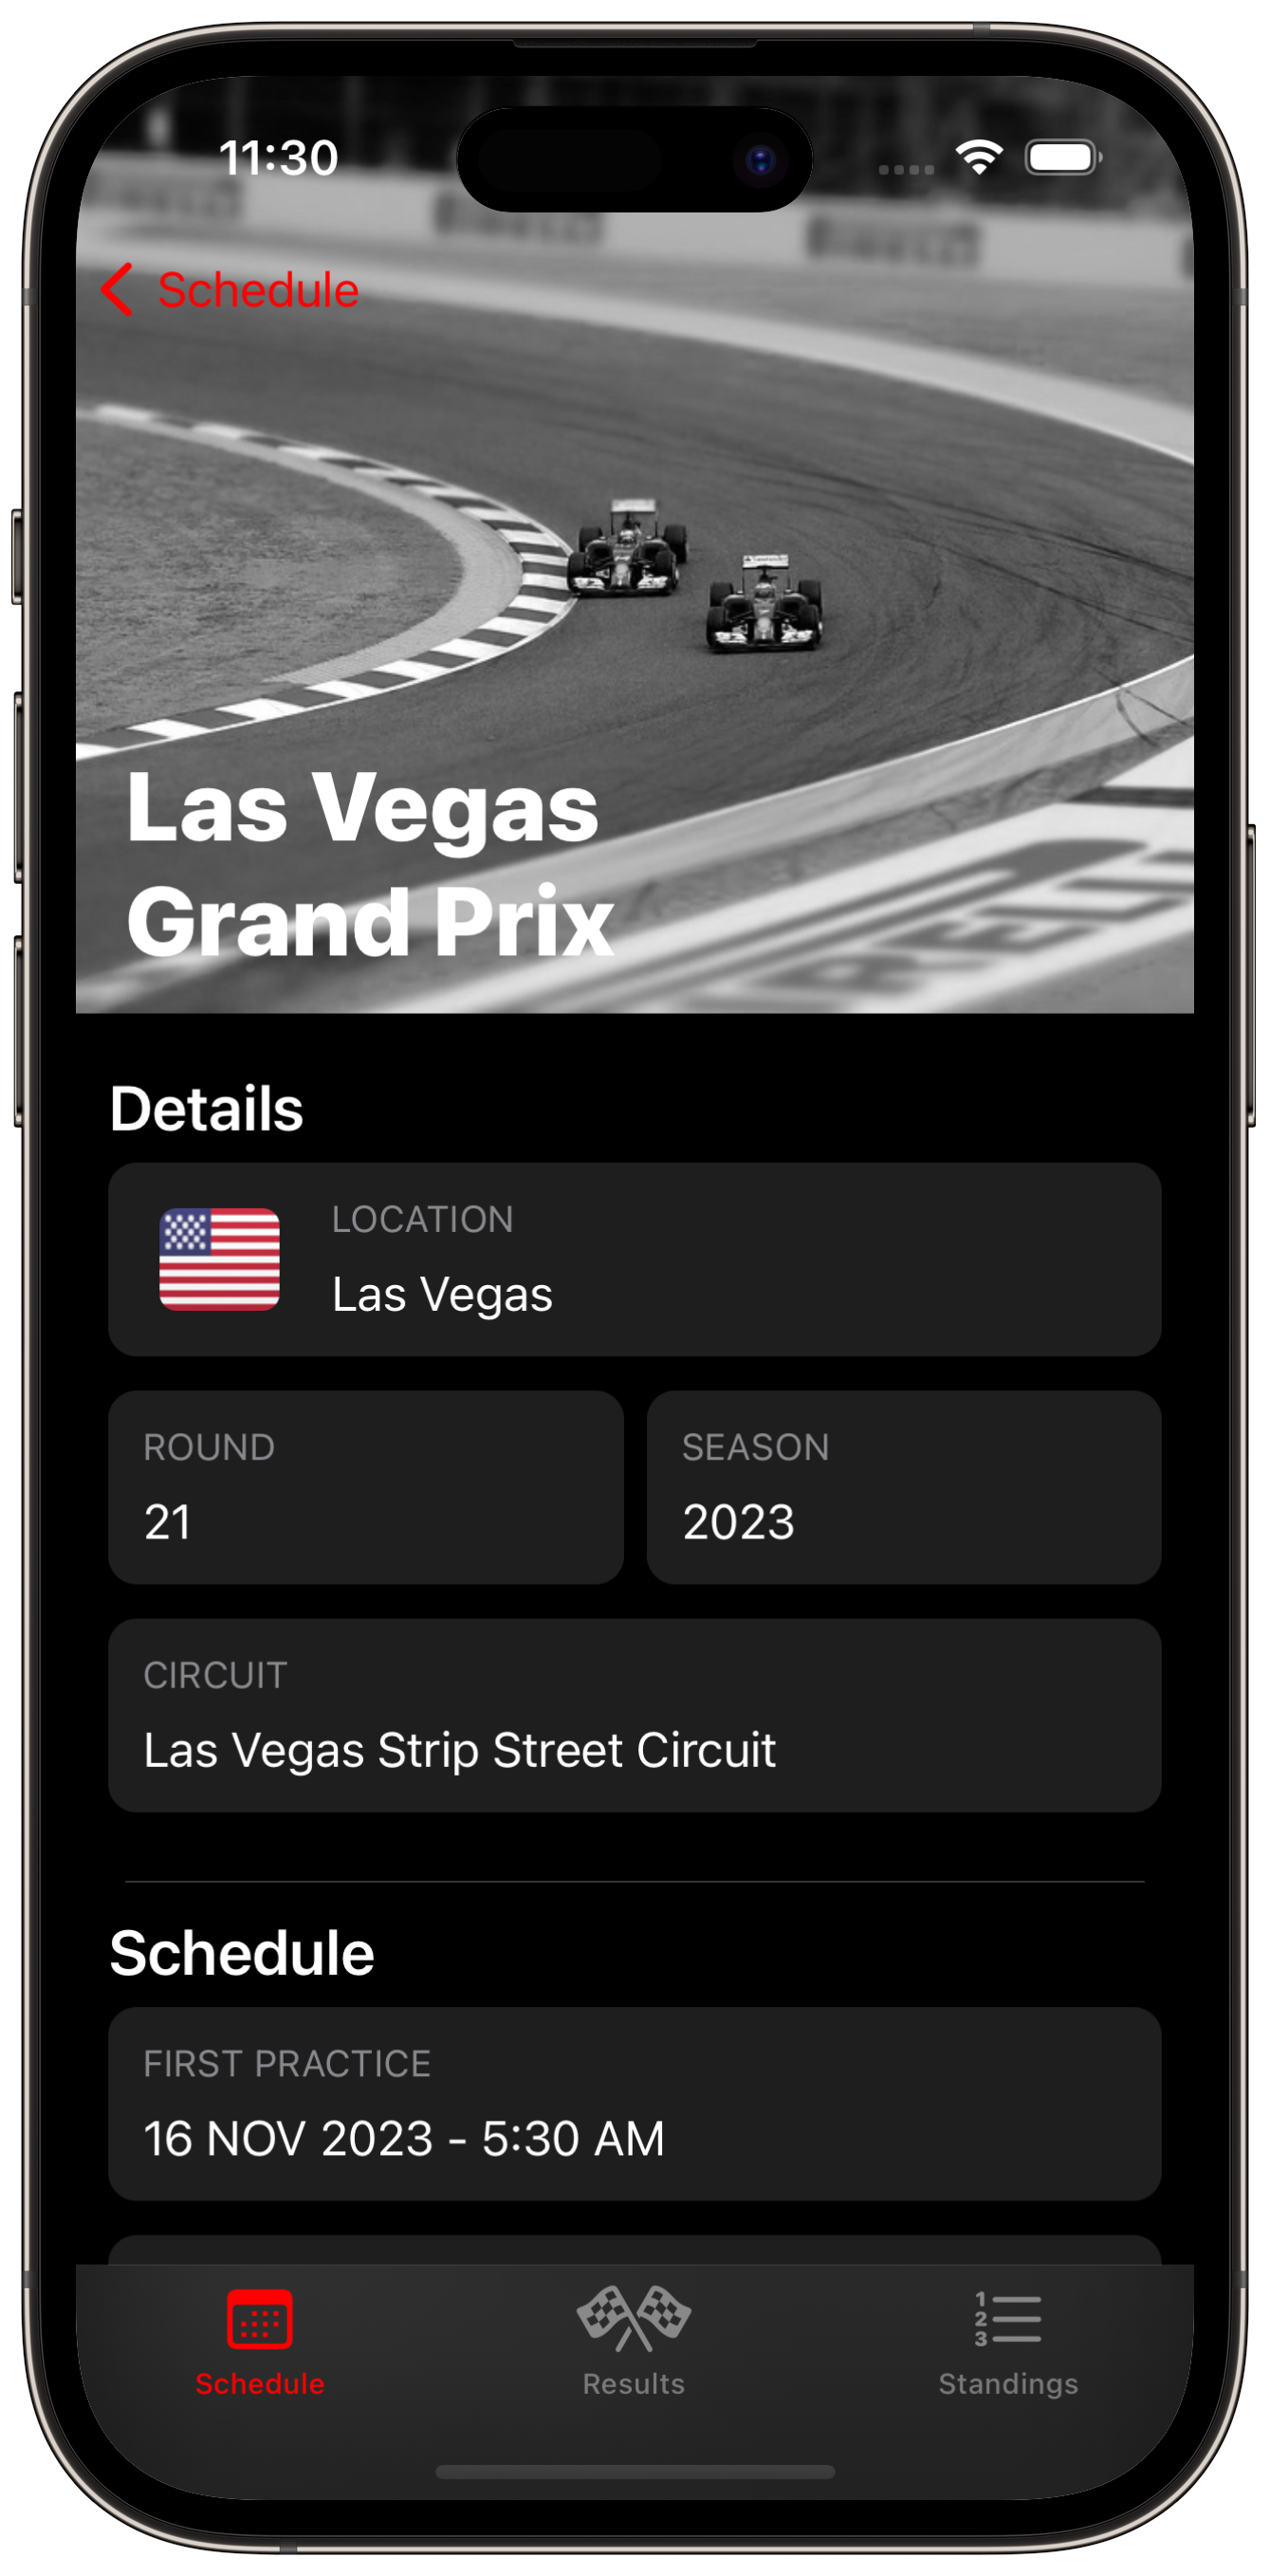 11:30
PIRELLI
Schedule
Las Vegas
Grand Prix
Details
LOCATION
Las Vegas
ROUND
21
SEASON
2023
CIRCUIT
Las Vegas Strip Street Circuit
Schedule
FIRST PRACTICE
16 NOV 2023 - 5:30 AM
Schedule
Results
1
2
3
Standings